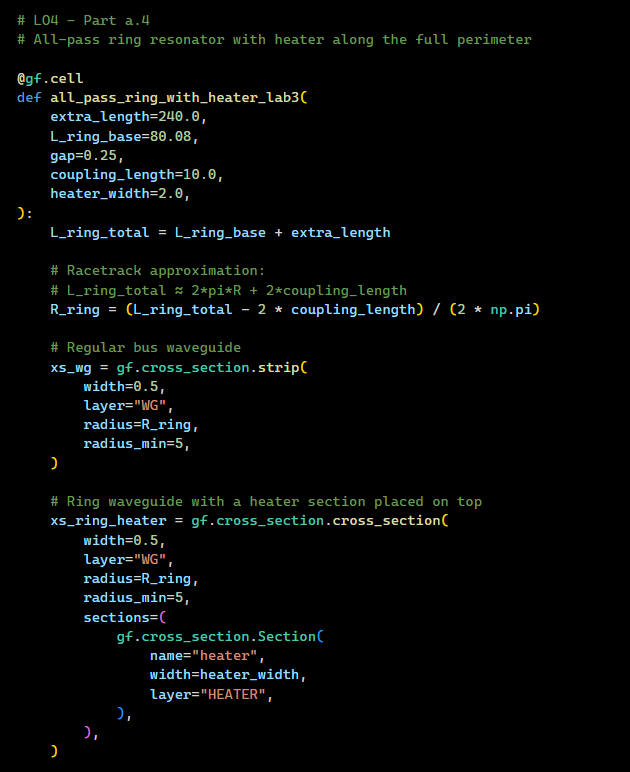 # LO4 - Part a.4
# All-pass ring resonator with heater along the full perimeter

@gf.cell
def all_pass_ring_with_heater_lab3(
    extra_length=240.0,
    L_ring_base=80.08,
    gap=0.25,
    coupling_length=10.0,
    heater_width=2.0,
):
    L_ring_total = L_ring_base + extra_length

    # Racetrack approximation:
    # L_ring_total ≈ 2*pi*R + 2*coupling_length
    R_ring = (L_ring_total - 2 * coupling_length) / (2 * np.pi)

    # Regular bus waveguide
    xs_wg = gf.cross_section.strip(
        width=0.5,
        layer="WG",
        radius=R_ring,
        radius_min=5,
    )

    # Ring waveguide with a heater section placed on top
    xs_ring_heater = gf.cross_section.cross_section(
        width=0.5,
        layer="WG",
        radius=R_ring,
        radius_min=5,
        sections=(
            gf.cross_section.Section(
                name="heater",
                width=heater_width,
                layer="HEATER",
            ),
        ),
    )